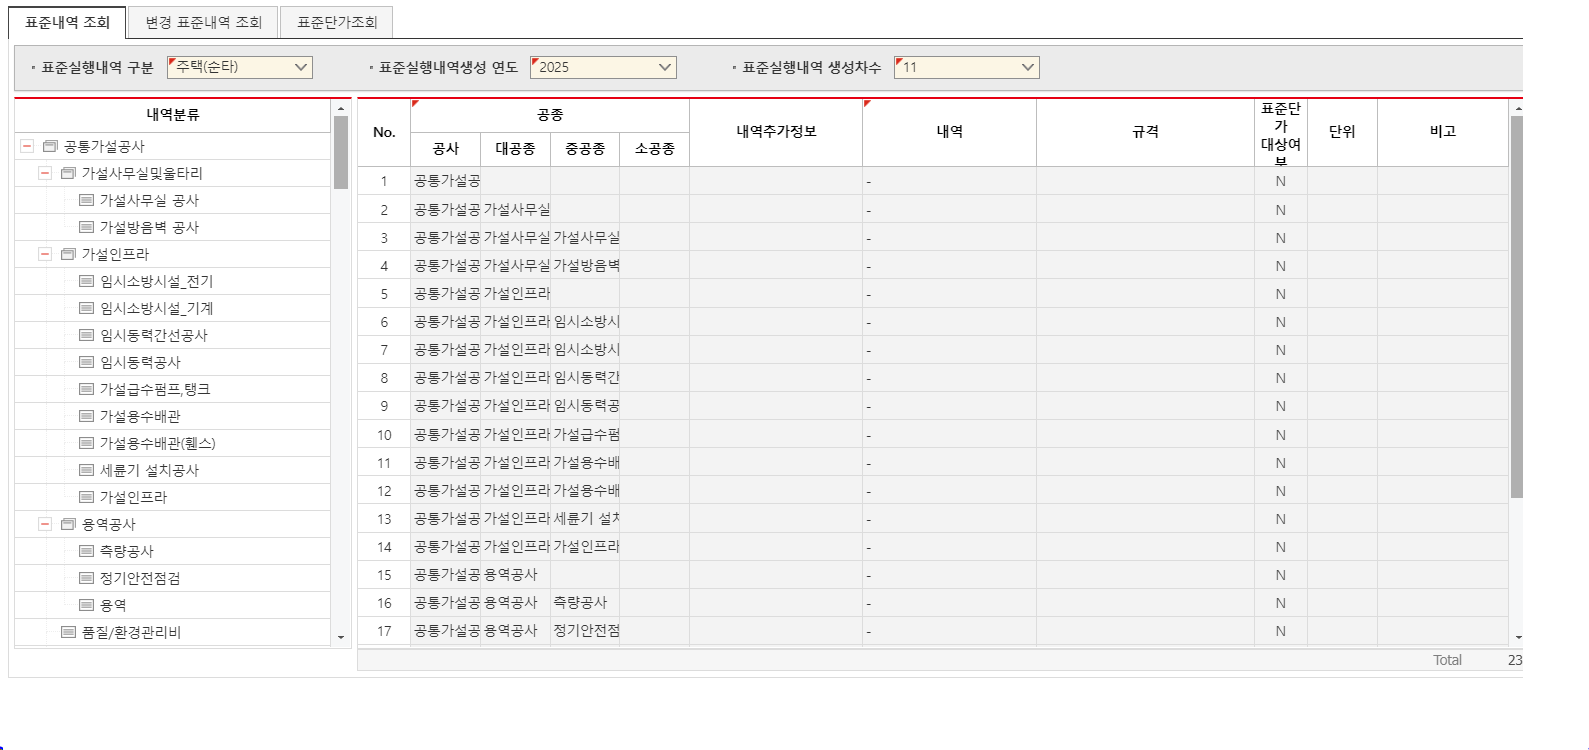 표준내역 조회 변경 표준내역 조회 표준단가조회
표준실행내역 구분 주택(순타) 표준실행내역생성 연도 2025 표준실행내역 생성차수 11
내역분류
공통가설공사
가설사무실및울타리
가설사무실 공사
가설방음벽 공사
가설인프라
임시소방시설_전기
임시소방시설_기계
임시동력간선공사
임시동력공사
가설급수펌프,탱크
가설용수배관
가설용수배관(휀스)
세륜기 설치공사
가설인프라
용역공사
측량공사
정기안전점검
용역
품질/환경관리비
No. 공종 내역추가정보 내역 규격 표준단가 대상여부 단위 비고
공사 대공종 중공종 소공종
1 공통가설공 - N
2 공통가설공 가설사무실 - N
3 공통가설공 가설사무실 가설사무실 - N
4 공통가설공 가설사무실 가설방음벽 - N
5 공통가설공 가설인프라 - N
6 공통가설공 가설인프라 임시소방시 - N
7 공통가설공 가설인프라 임시소방시 - N
8 공통가설공 가설인프라 임시동력간 - N
9 공통가설공 가설인프라 임시동력공 - N
10 공통가설공 가설인프라 가설급수펌 - N
11 공통가설공 가설인프라 가설용수배 - N
12 공통가설공 가설인프라 가설용수배 - N
13 공통가설공 가설인프라 세륜기 설치 - N
14 공통가설공 가설인프라 가설인프라 - N
15 공통가설공 용역공사 - N
16 공통가설공 용역공사 측량공사 - N
17 공통가설공 용역공사 정기안전점 - N
Total 23